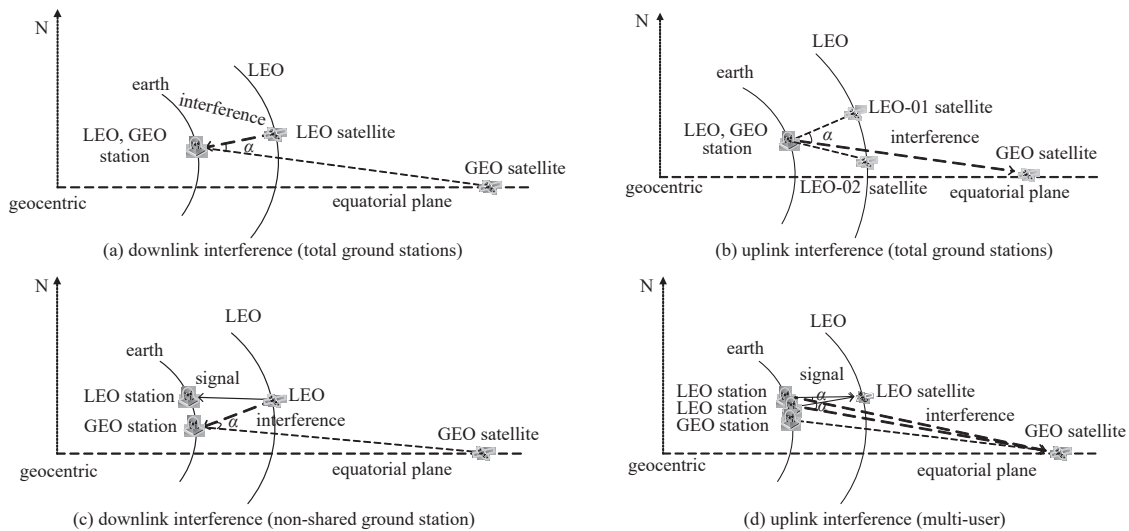 N
LEO
earth
interference
LEO, GEO
station
α
LEO satellite
GEO satellite
geocentric
equatorial plane
(a) downlink interference (total ground stations)
N
LEO
earth
LEO-01 satellite
LEO, GEO
station
α
interference
GEO satellite
LEO-02 satellite
geocentric
equatorial plane
(b) uplink interference (total ground stations)
N
LEO
earth
signal
LEO station
LEO
GEO station
α
interference
GEO satellite
geocentric
equatorial plane
(c) downlink interference (non-shared ground station)
N
LEO
earth
signal
LEO station
α
LEO satellite
LEO station
α
interference
GEO station
GEO satellite
geocentric
equatorial plane
(d) uplink interference (multi-user)